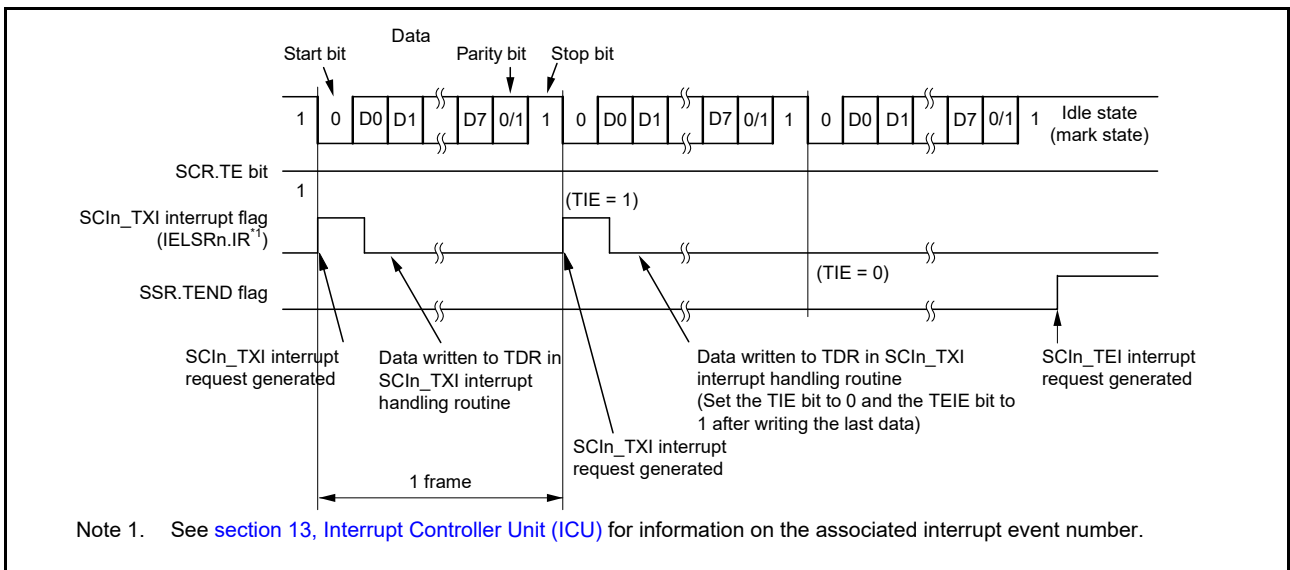 Data
Start bit
Parity bit
Stop bit
1 0 D0 D1 D7 0/1 1 0 D0 D1 D7 0/1 1 0 D0 D1 D7 0/1 1
Idle state
(mark state)
SCR.TE bit
1
SCIn_TXI interrupt flag
(IELSRn.IR*1)
(TIE = 1)
(TIE = 0)
SSR.TEND flag
SCIn_TXI interrupt
request generated
Data written to TDR in
SCIn_TXI interrupt
handling routine
Data written to TDR in SCIn_TXI
interrupt handling routine
(Set the TIE bit to 0 and the TEIE bit to
1 after writing the last data)
SCIn_TEI interrupt
request generated
SCIn_TXI interrupt
request generated
1 frame
Note 1. See section 13, Interrupt Controller Unit (ICU) for information on the associated interrupt event number.